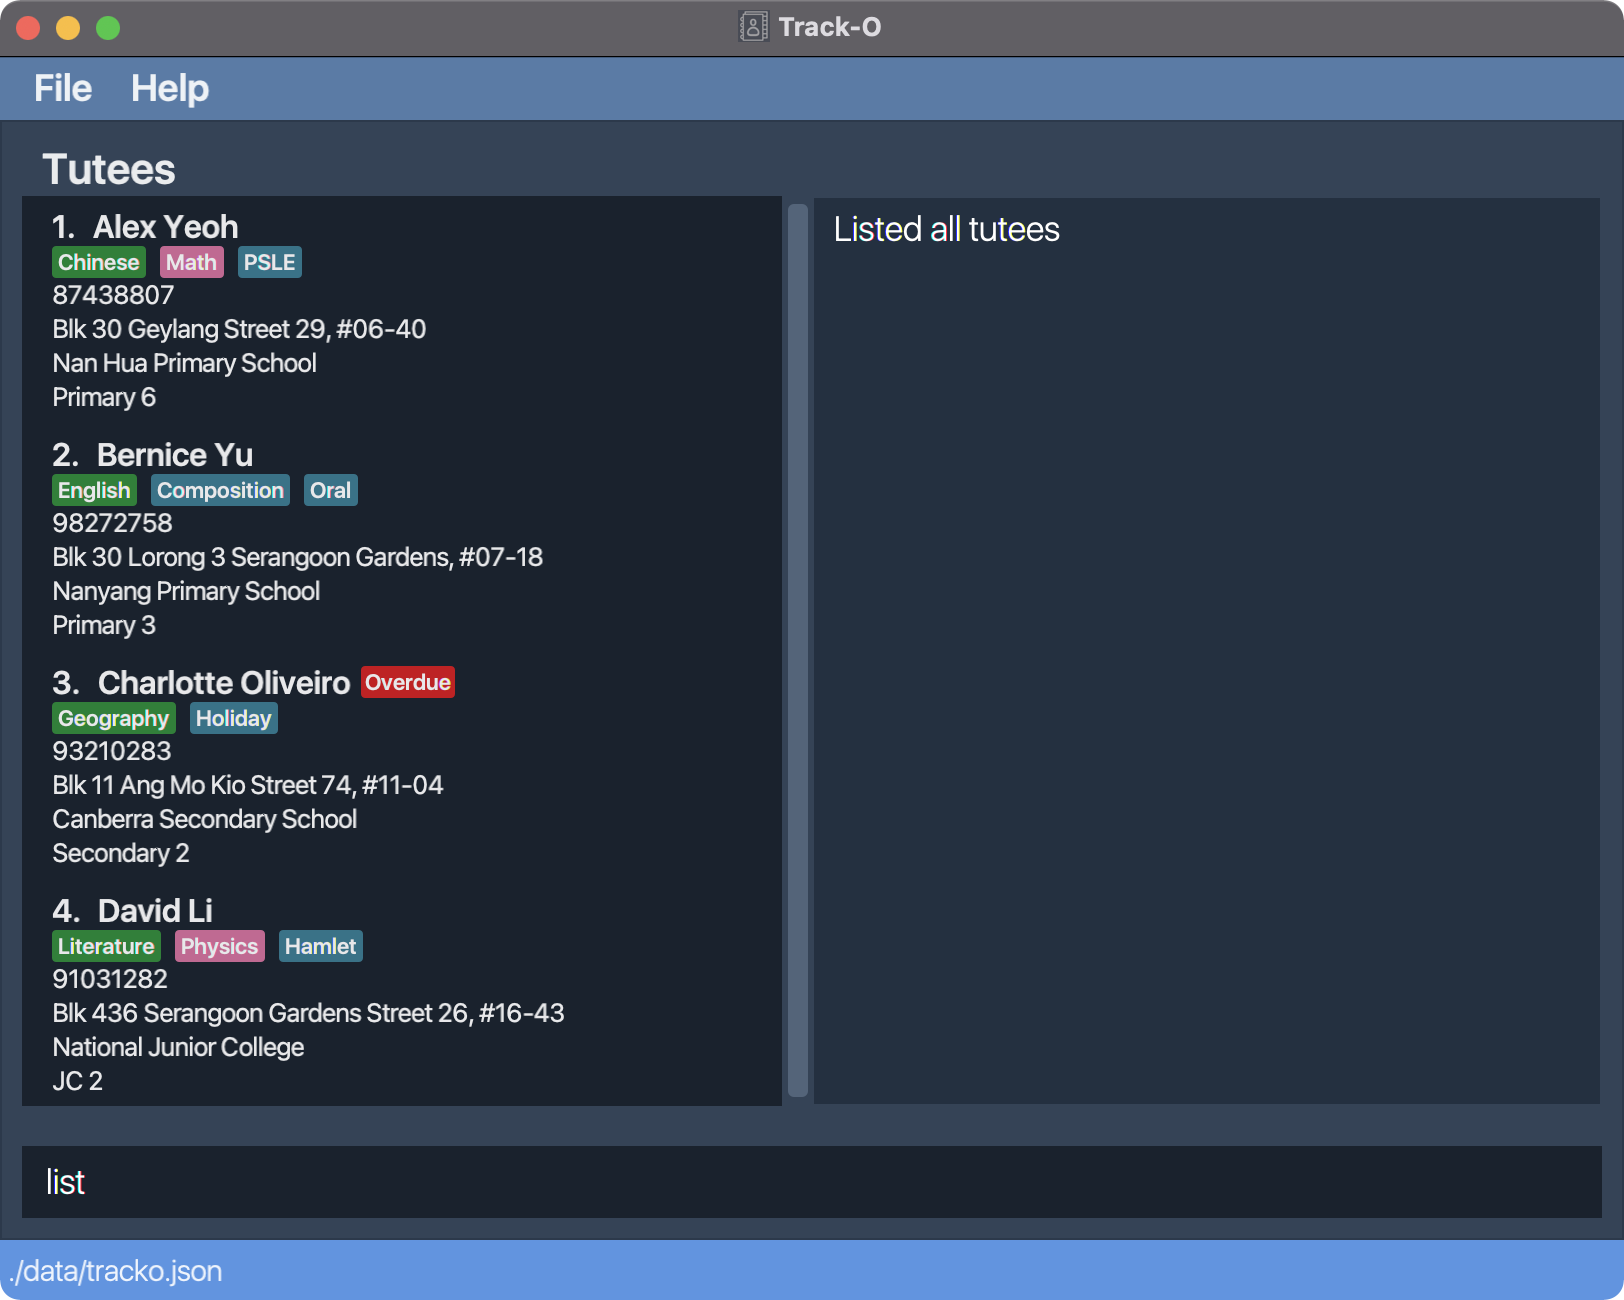 Track-O
File Help
Tutees
1. Alex Yeoh
Chinese Math PSLE
87438807
Blk 30 Geylang Street 29, #06-40
Nan Hua Primary School
Primary 6
2. Bernice Yu
English Composition Oral
98272758
Blk 30 Lorong 3 Serangoon Gardens, #07-18
Nanyang Primary School
Primary 3
3. Charlotte Oliveiro Overdue
Geography Holiday
93210283
Blk 11 Ang Mo Kio Street 74, #11-04
Canberra Secondary School
Secondary 2
4. David Li
Literature Physics Hamlet
91031282
Blk 436 Serangoon Gardens Street 26, #16-43
National Junior College
JC 2
Listed all tutees
list
./data/tracko.json